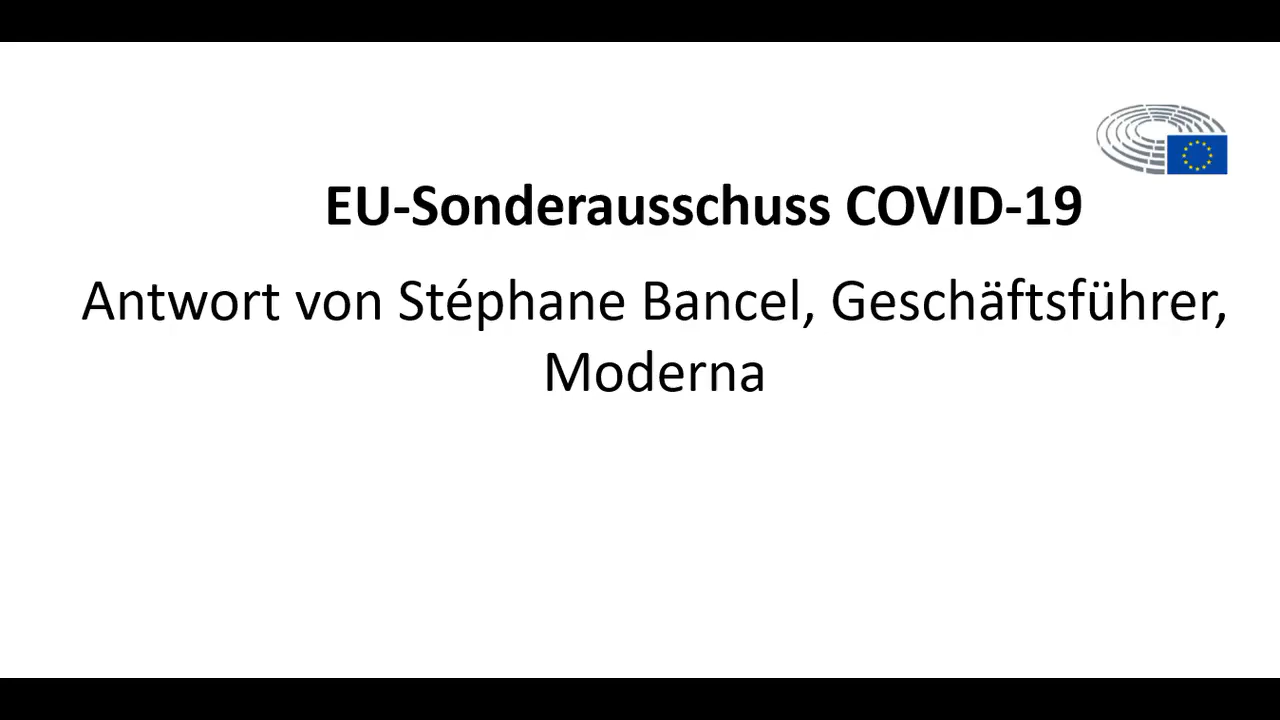 EU-Sonderausschuss COVID-19
Antwort von Stéphane Bancel, Geschäftsführer,
Moderna